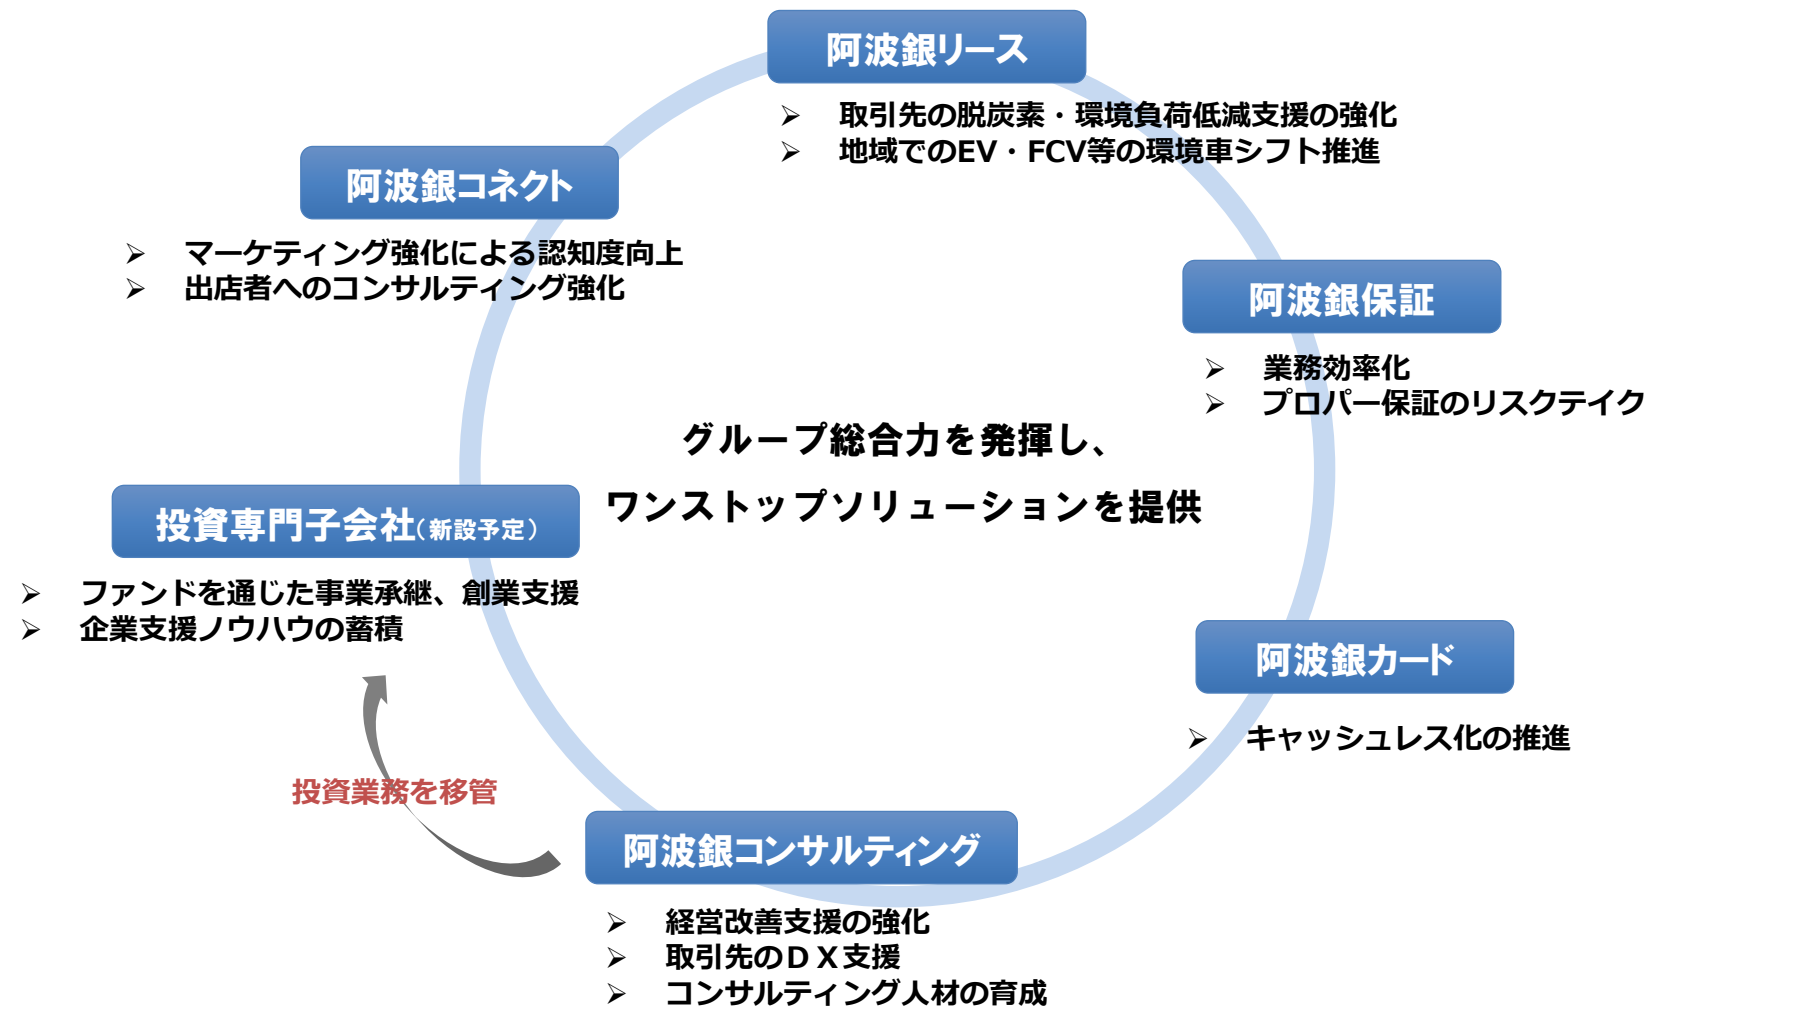 阿波銀リース
➢ 取引先の脱炭素・環境負荷低減支援の強化
➢ 地域でのEV・FCV等の環境車シフト推進
阿波銀コネクト
➢ マーケティング強化による認知度向上
➢ 出店者へのコンサルティング強化
阿波銀保証
➢ 業務効率化
➢ プロパー保証のリスクテイク
グループ総合力を発揮し、
ワンストップソリューションを提供
投資専門子会社（新設予定）
➢ ファンドを通じた事業承継、創業支援
➢ 企業支援ノウハウの蓄積
阿波銀カード
➢ キャッシュレス化の推進
投資業務を移管
阿波銀コンサルティング
➢ 経営改善支援の強化
➢ 取引先のＤＸ支援
➢ コンサルティング人材の育成